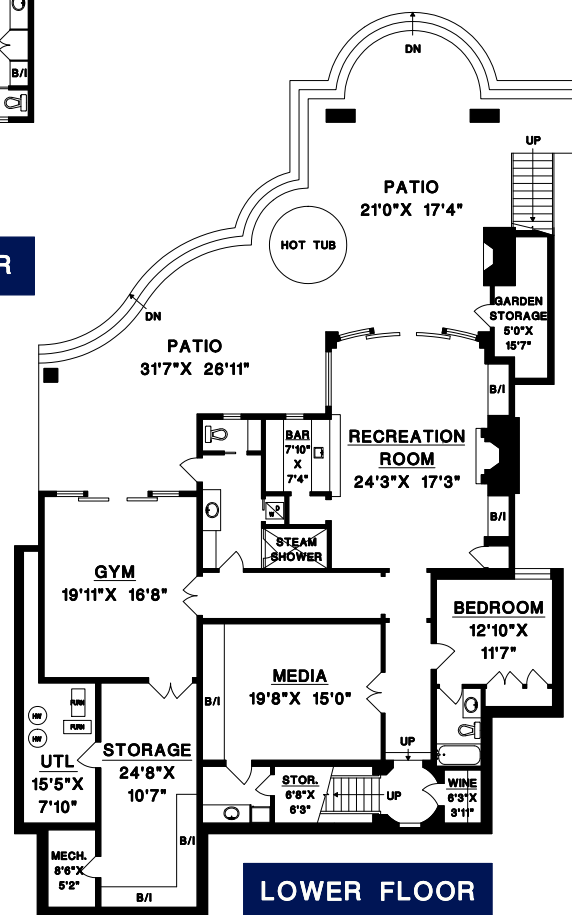 B/I
DN
UP
PATIO
21'0"X 17'4"
HOT TUB
R
GARDEN
STORAGE
5'0"X
15'7"
DN
PATIO
31'7"X 26'11"
B/I
BAR
7'10"
X
7'4"
RECREATION
ROOM
24'3"X 17'3"
W D
B/I
STEAM
SHOWER
GYM
19'11"X 16'8"
BEDROOM
12'10"X
11'7"
MEDIA
19'8"X 15'0"
B/I
FURN
FURN
HW
HW
UTL
15'5"X
7'10"
STORAGE
24'8"X
10'7"
UP
STOR.
6'8"X
6'3"
UP
WINE
6'3"X
3'11"
B/I
MECH.
8'6"X
5'2"
B/I
LOWER FLOOR